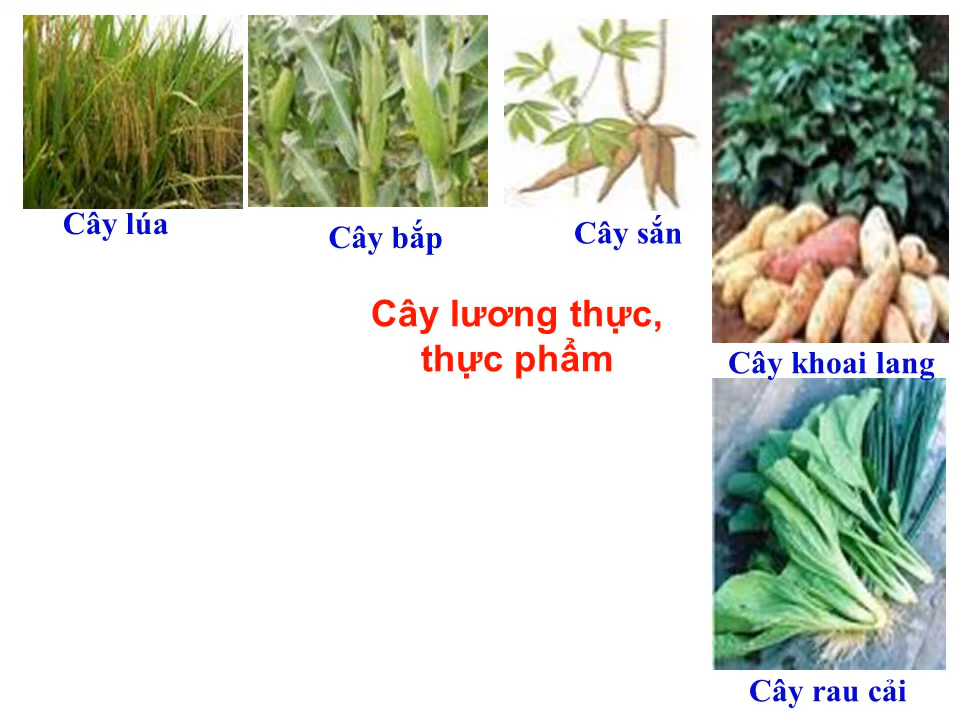 Cây lúa
Cây bắp
Cây sắn
Cây lương thực,
thực phẩm
Cây khoai lang
Cây rau cải